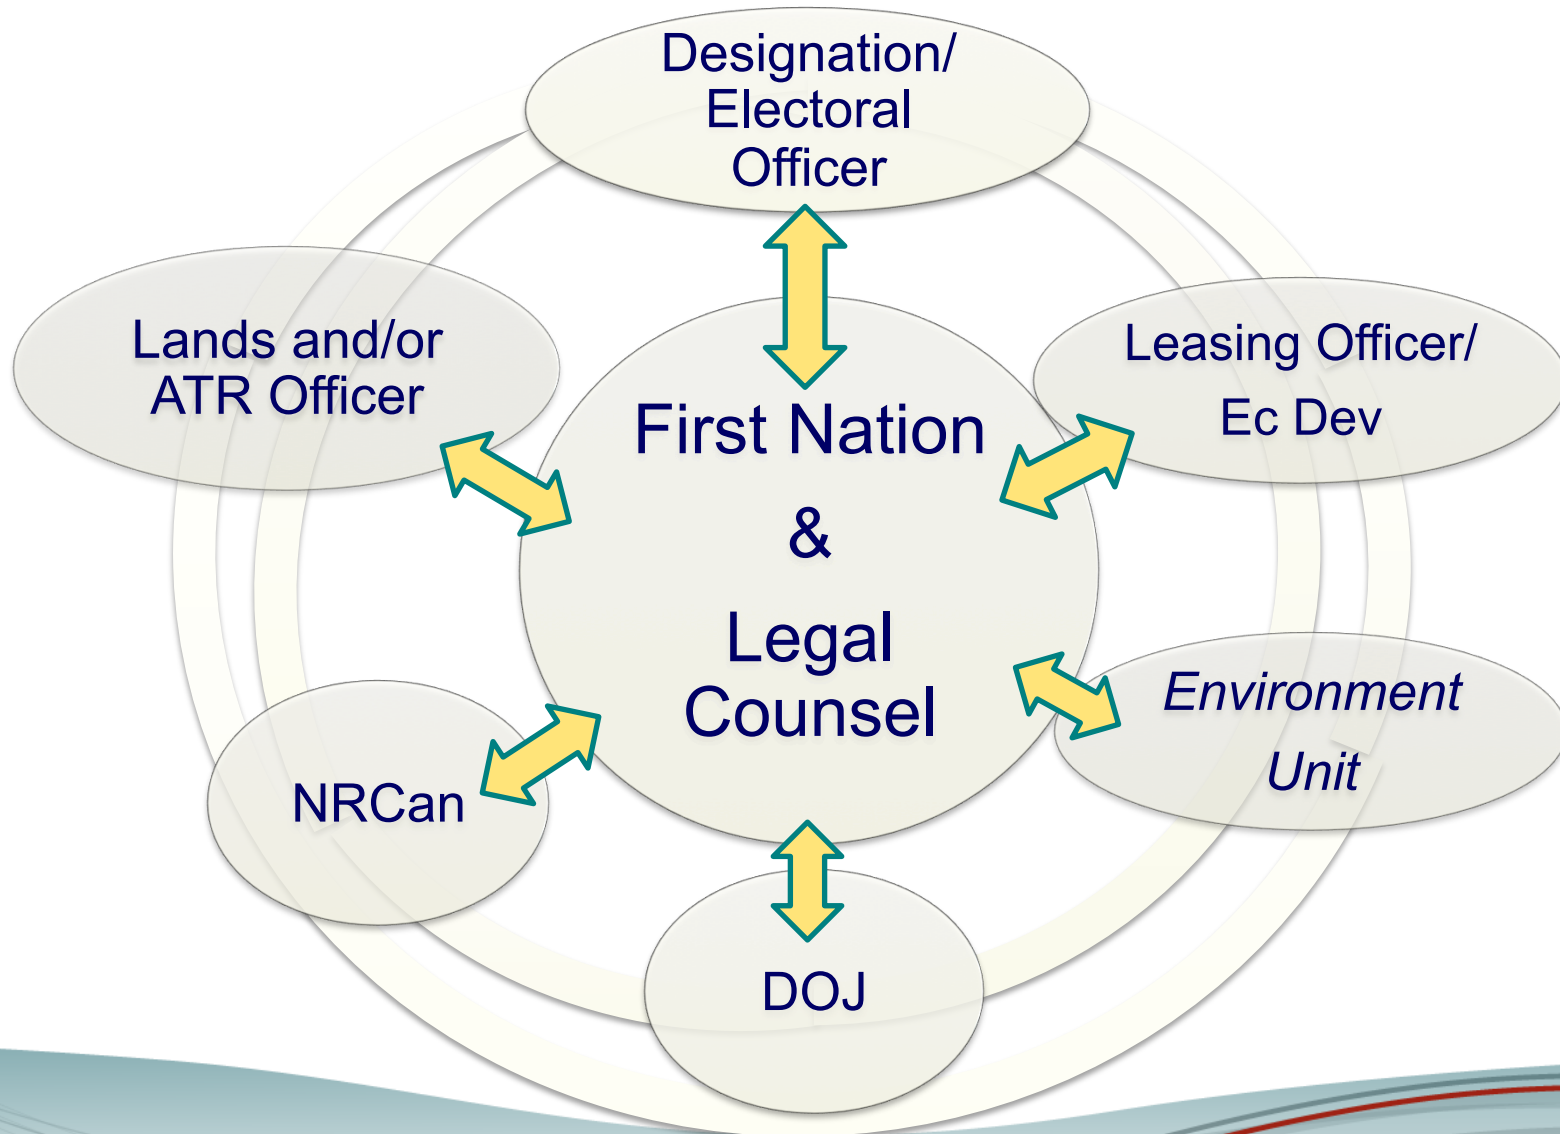 Designation/
Electoral
Officer
Lands and/or
ATR Officer
Leasing Officer/
Ec Dev
First Nation
&
Legal
Counsel
Environment
Unit
NRCan
DOJ